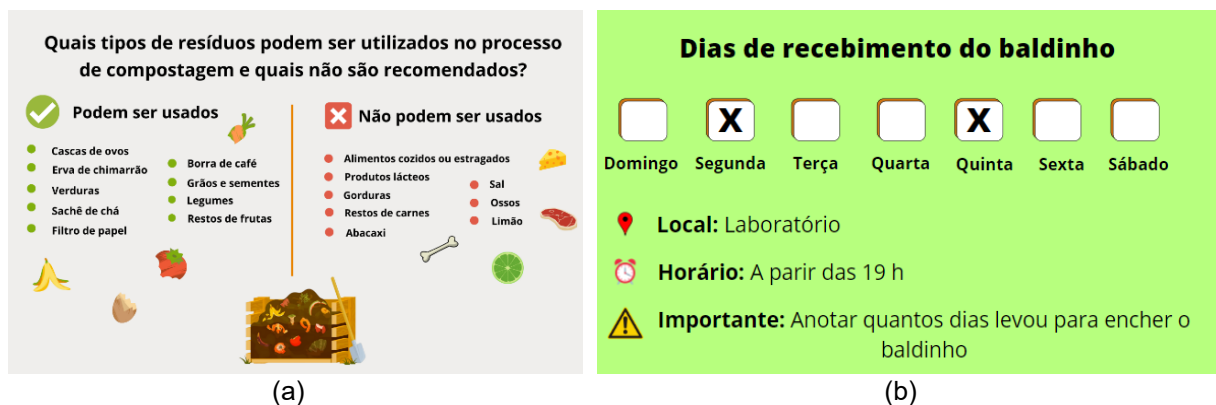 Quais tipos de resíduos podem ser utilizados no processo
de compostagem e quais não são recomendados?
Podem ser usados
Cascas de ovos
Erva de chimarrão
Verduras
Sachê de chá
Filtro de papel
Borra de café
Grãos e sementes
Legumes
Restos de frutas
Não podem ser usados
Alimentos cozidos ou estragados
Produtos lácteos
Gorduras
Restos de carnes
Abacaxi
Sal
Ossos
Limão
(a)
Dias de recebimento do baldinho
X X
Domingo Segunda Terça Quarta Quinta Sexta Sábado
Local: Laboratório
Horário: A parir das 19 h
Importante: Anotar quantos dias levou para encher o
baldinho
(b)